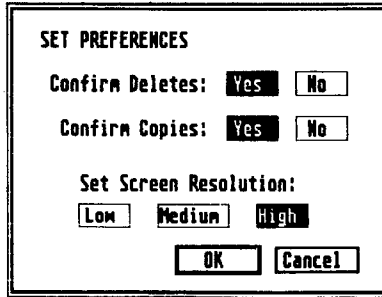 SET PREFERENCES
Confirm Deletes: Yes No
Confirm Copies: Yes No
Set Screen Resolution:
Low Medium High
OK Cancel